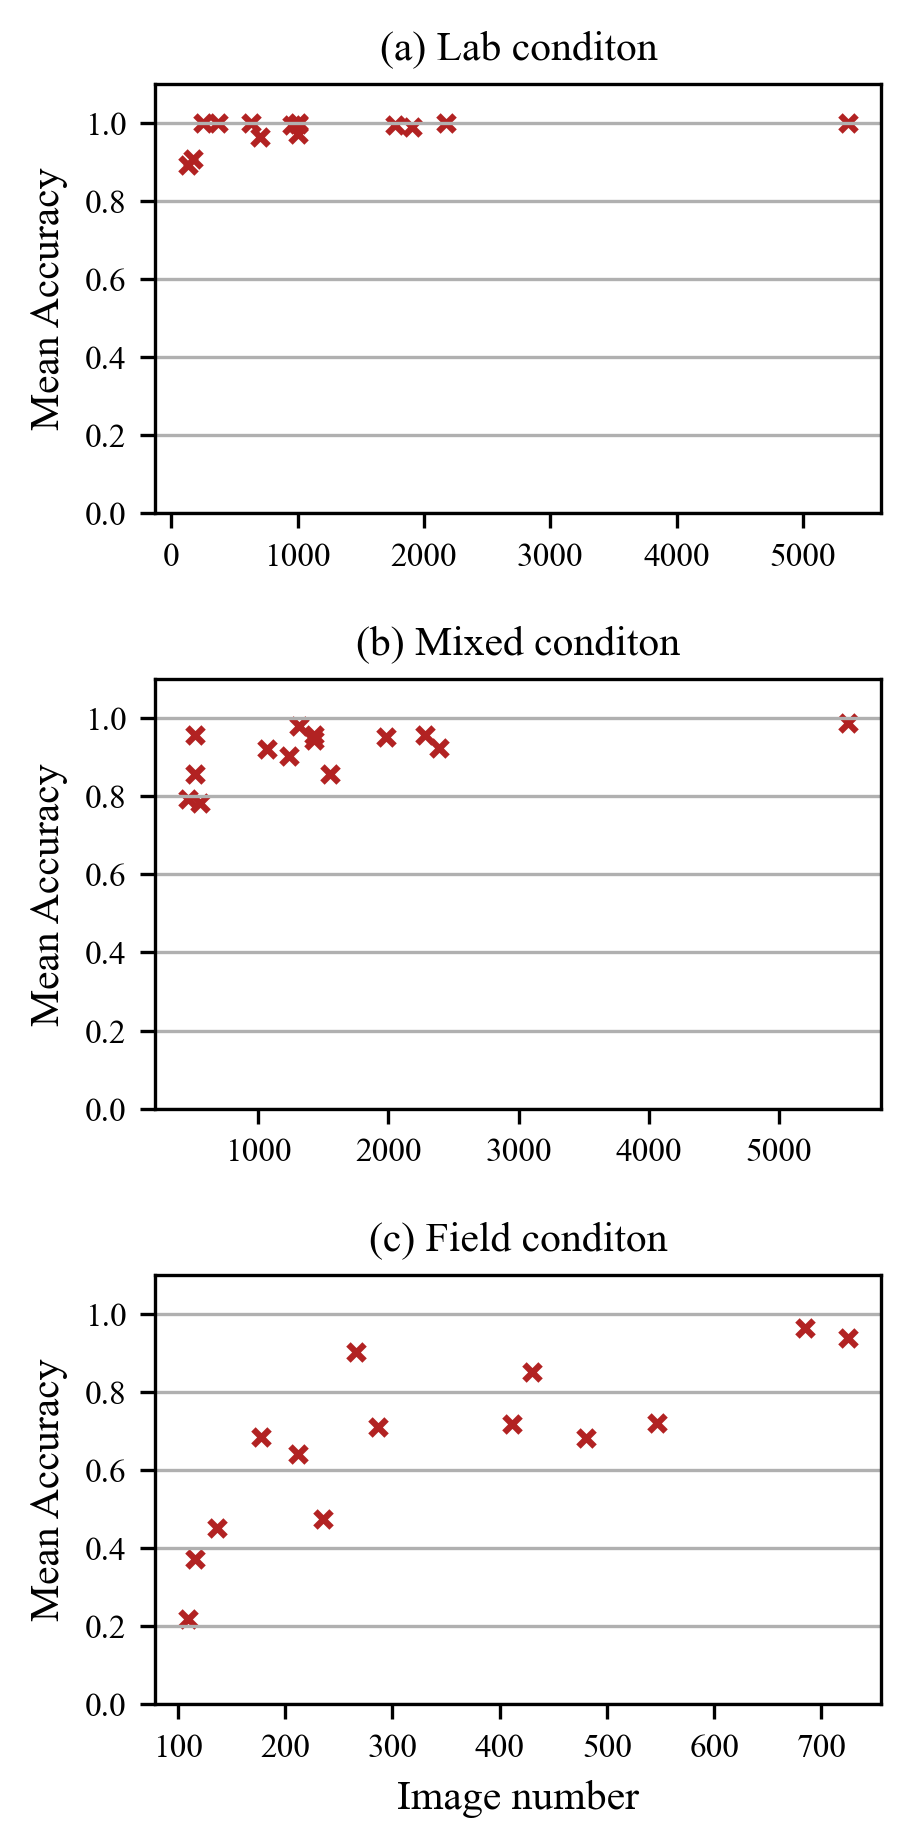 (a) Lab conditon
Mean Accuracy
1.0
0.8
0.6
0.4
0.2
0.0
0 1000 2000 3000 4000 5000
(b) Mixed conditon
Mean Accuracy
1.0
0.8
0.6
0.4
0.2
0.0
1000 2000 3000 4000 5000
(c) Field conditon
Mean Accuracy
1.0
0.8
0.6
0.4
0.2
0.0
100 200 300 400 500 600 700
Image number